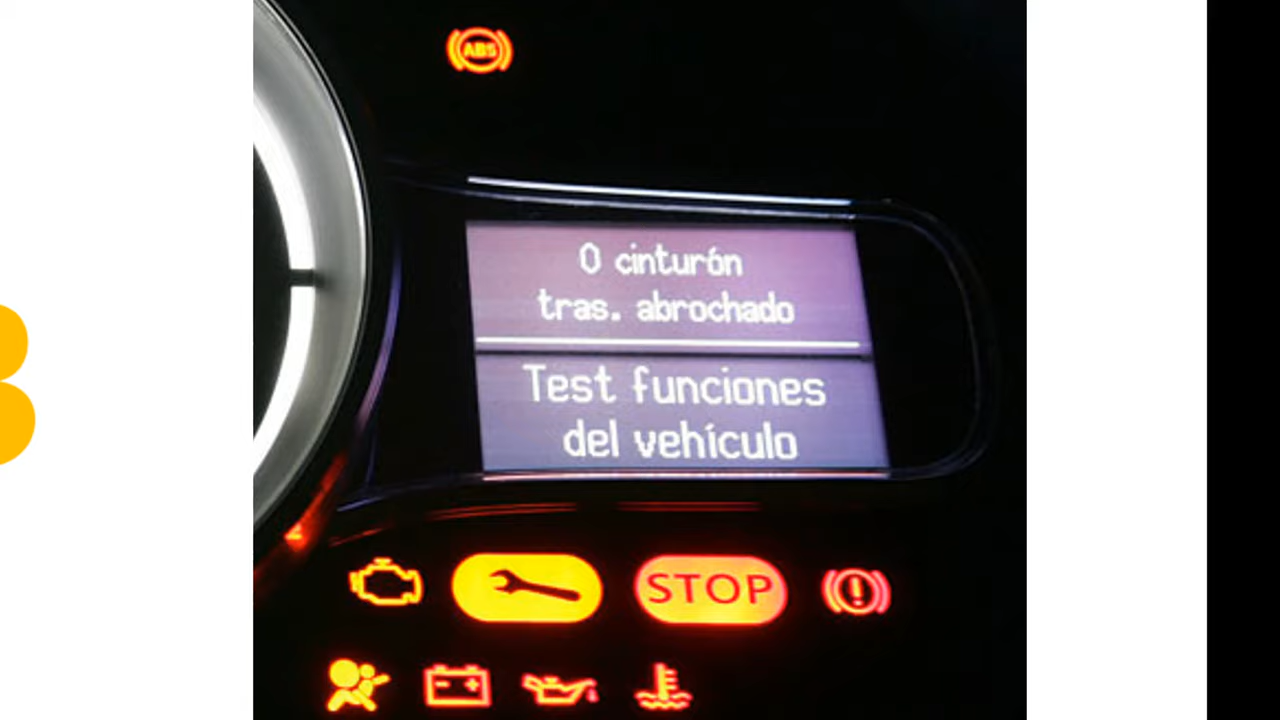 ABS
0 cinturón
tras. abrochado
Test funciones
del vehículo
STOP